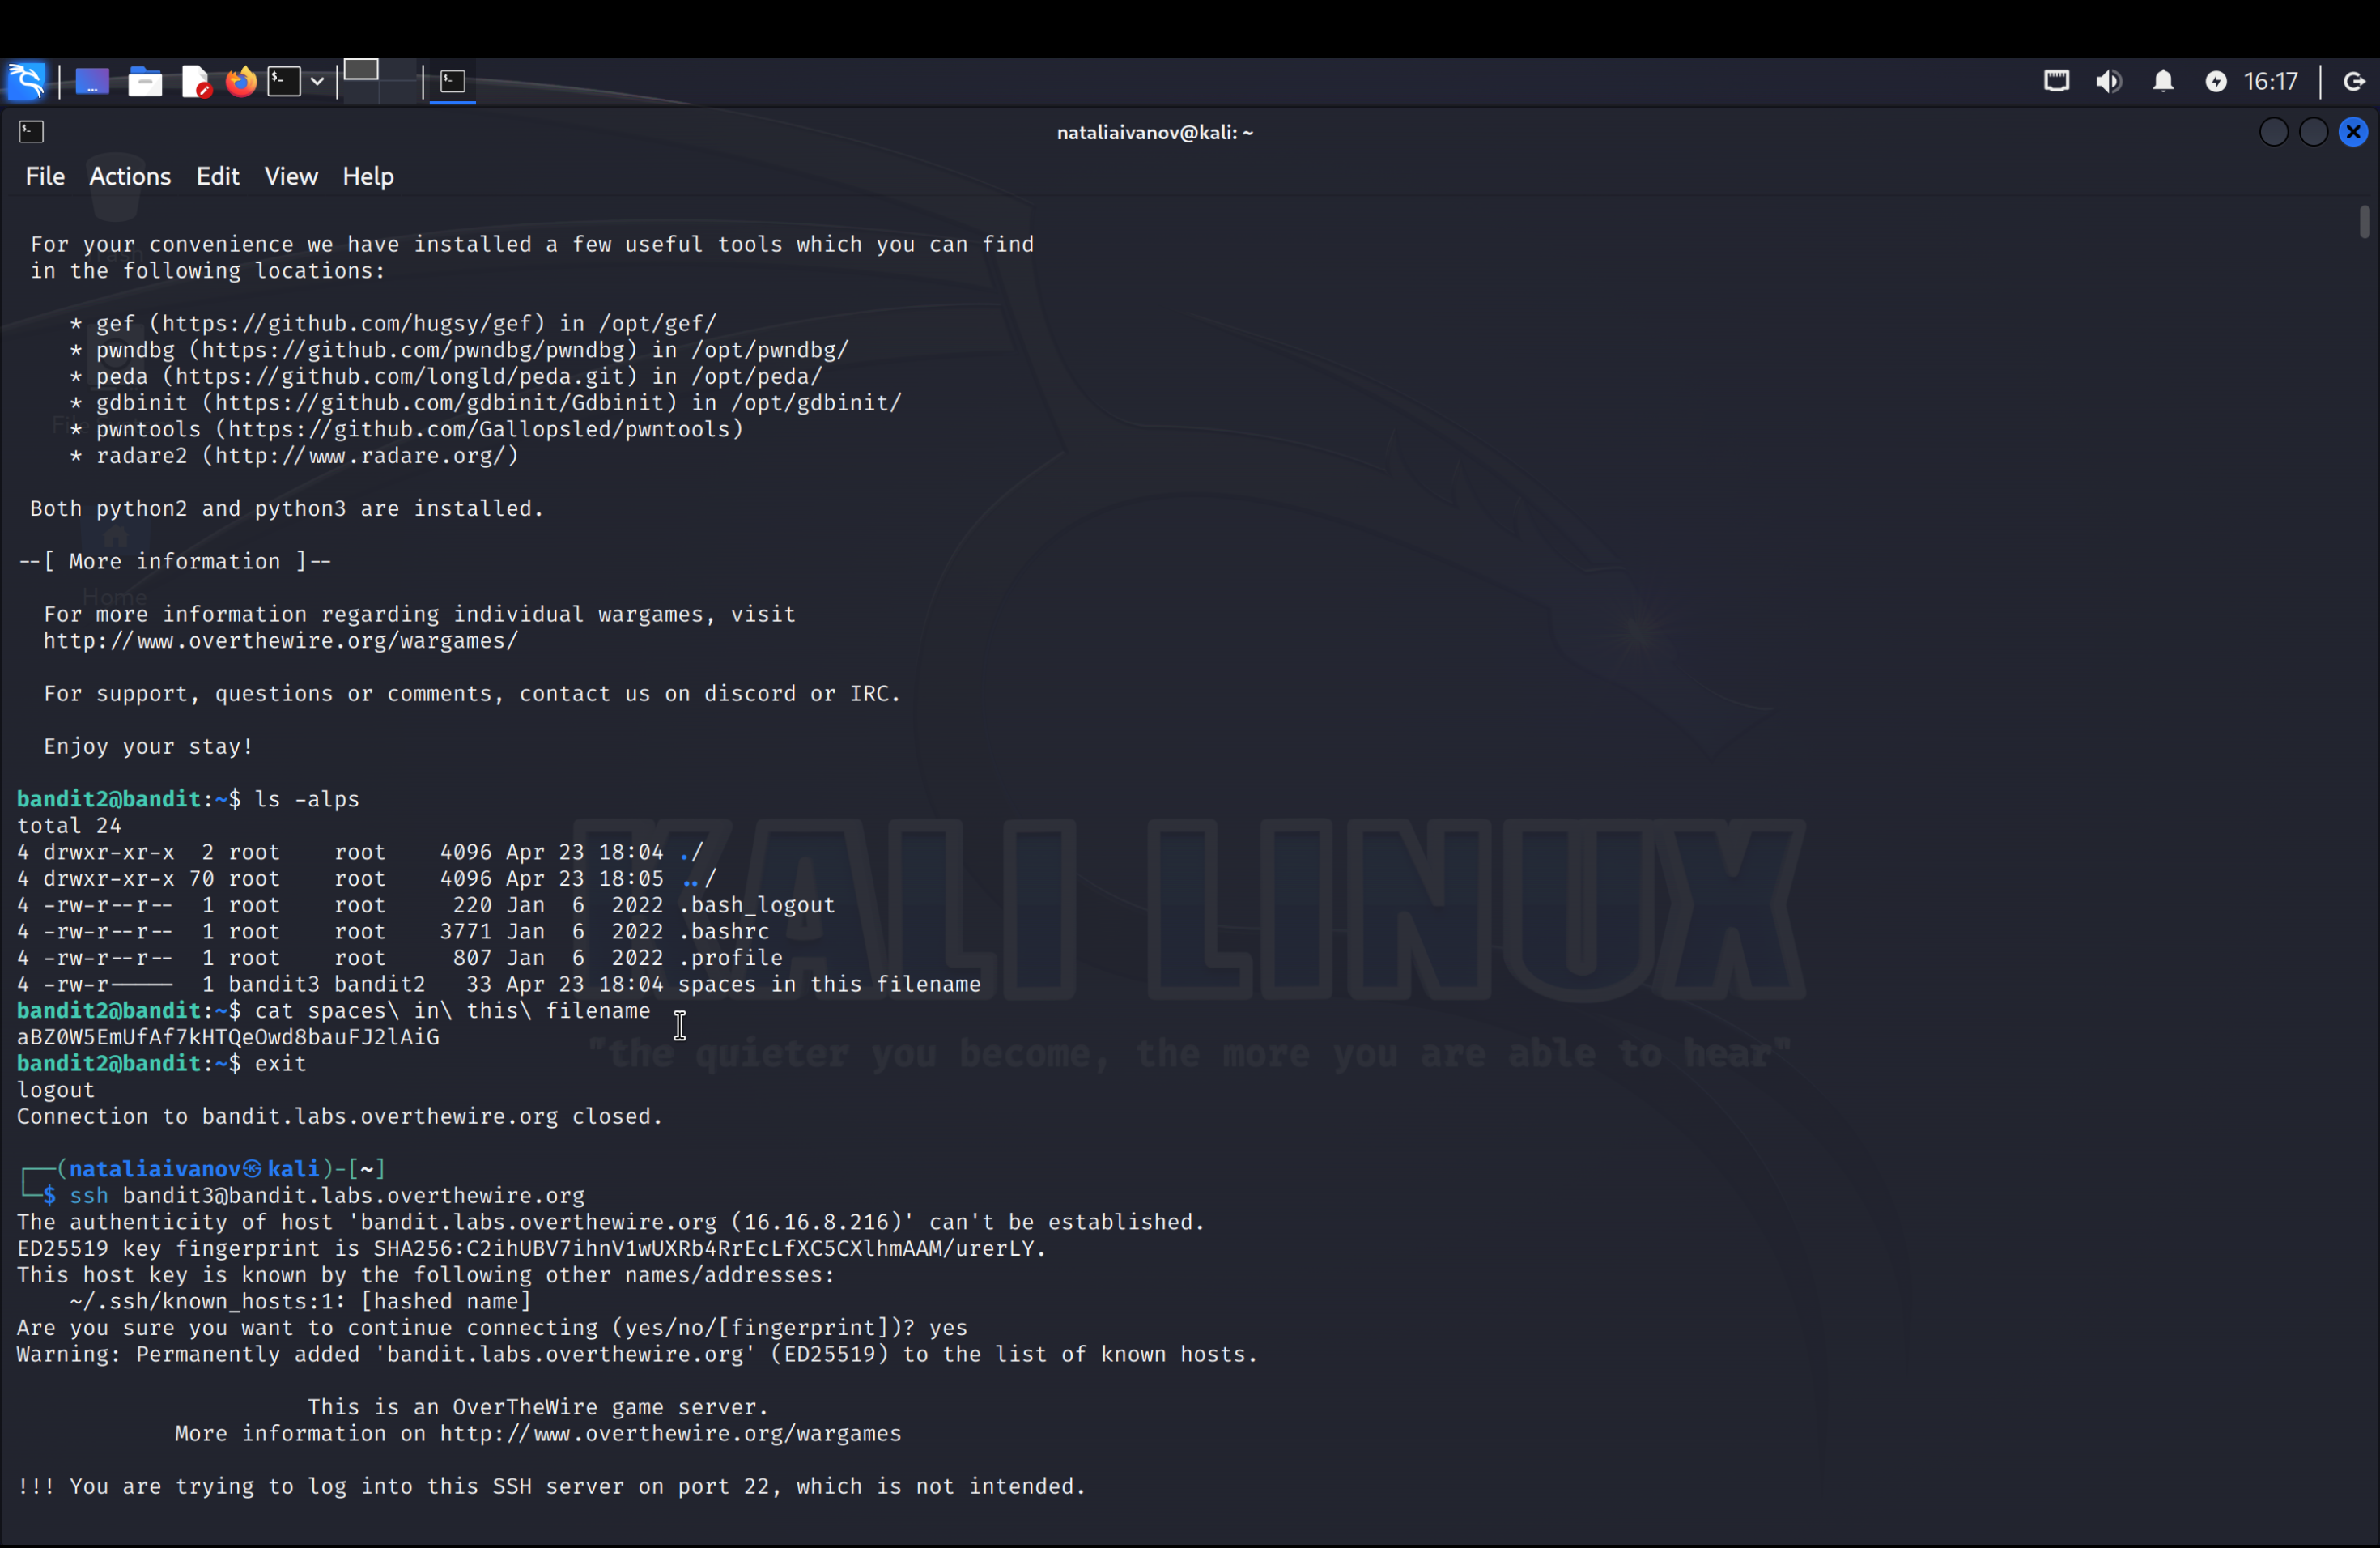 16:17
nataliaivanov@kali: ~
File Actions Edit View Help
For your convenience we have installed a few useful tools which you can find
in the following locations:
* gef (https://github.com/hugsy/gef) in /opt/gef/
* pwndbg (https://github.com/pwndbg/pwndbg) in /opt/pwndbg/
* peda (https://github.com/longld/peda.git) in /opt/peda/
* gdbinit (https://github.com/gdbinit/Gdbinit) in /opt/gdbinit/
* pwntools (https://github.com/Gallopsled/pwntools)
* radare2 (http://www.radare.org/)
Both python2 and python3 are installed.
--[ More information ]--
Home
For more information regarding individual wargames, visit
http://www.overthewire.org/wargames/
For support, questions or comments, contact us on discord or IRC.
Enjoy your stay!
bandit2@bandit:~$ ls -alps
total 24
4 drwxr-xr-x  2 root    root    4096 Apr 23 18:04 ./
4 drwxr-xr-x 70 root    root    4096 Apr 23 18:05 ../
4 -rw-r--r--  1 root    root     220 Jan  6  2022 .bash_logout
4 -rw-r--r--  1 root    root    3771 Jan  6  2022 .bashrc
4 -rw-r--r--  1 root    root     807 Jan  6  2022 .profile
4 -rw-r-----  1 bandit3 bandit2   33 Apr 23 18:04 spaces in this filename
bandit2@bandit:~$ cat spaces\ in\ this\ filename
aBZ0W5EmUfAf7kHTQeOwd8bauFJ2lAiG
bandit2@bandit:~$ exit
logout
Connection to bandit.labs.overthewire.org closed.
KALI LINUX
"the quieter you become, the more you are able to hear"
┌──(nataliaivanov㉿kali)-[~]
└─$ ssh bandit3@bandit.labs.overthewire.org
The authenticity of host 'bandit.labs.overthewire.org (16.16.8.216)' can't be established.
ED25519 key fingerprint is SHA256:C2ihUBV7ihnV1wUXRb4RrEcLfXC5CXlhmAAM/urerLY.
This host key is known by the following other names/addresses:
~/.ssh/known_hosts:1: [hashed name]
Are you sure you want to continue connecting (yes/no/[fingerprint])? yes
Warning: Permanently added 'bandit.labs.overthewire.org' (ED25519) to the list of known hosts.
This is an OverTheWire game server.
More information on http://www.overthewire.org/wargames
!!! You are trying to log into this SSH server on port 22, which is not intended.